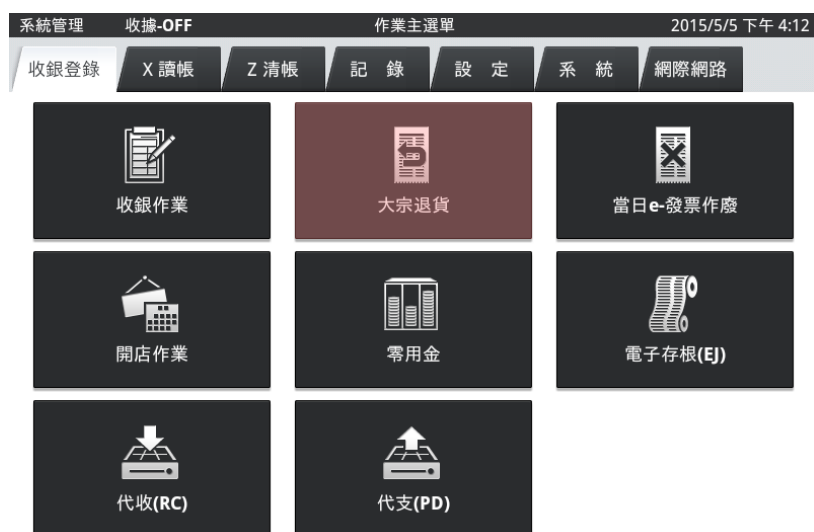 系統管理 收據-OFF 作業主選單 2015/5/5 下午 4:12
收銀登錄 X 讀帳 Z 清帳 記 錄 設 定 系 統 網際網路
收銀作業 大宗退貨 當日e-發票作廢
開店作業 零用金 電子存根(EJ)
代收(RC) 代支(PD)